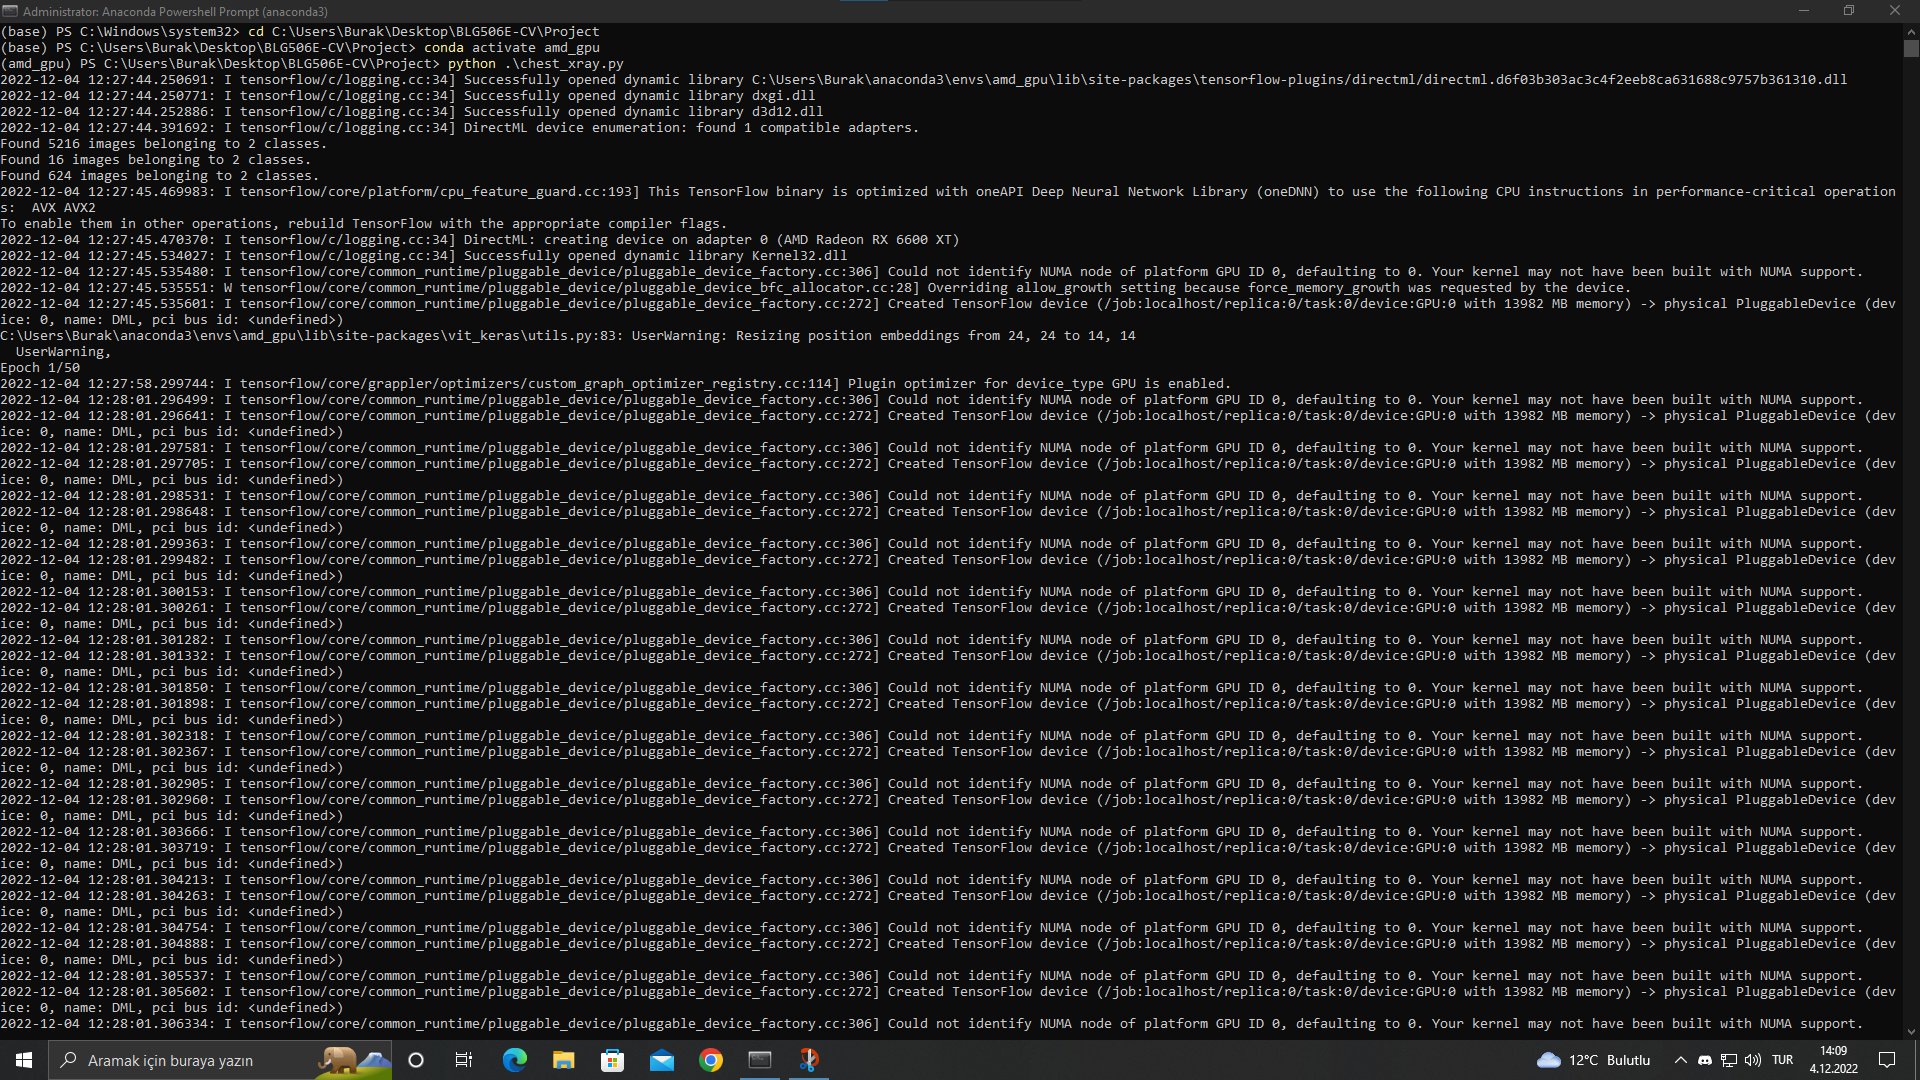 Administrator: Anaconda Powershell Prompt (anaconda3)
(base) PS C:\Windows\system32> cd C:\Users\Burak\Desktop\BLG506E-CV\Project
(base) PS C:\Users\Burak\Desktop\BLG506E-CV\Project> conda activate amd_gpu
(amd_gpu) PS C:\Users\Burak\Desktop\BLG506E-CV\Project> python .\chest_xray.py
2022-12-04 12:27:44.250691: I tensorflow/c/logging.cc:34] Successfully opened dynamic library C:\Users\Burak\anaconda3\envs\amd_gpu\lib\site-packages\tensorflow-plugins/directml/directml.d6f03b303ac3c4f2eeb8ca631688c9757b361310.dll
2022-12-04 12:27:44.250771: I tensorflow/c/logging.cc:34] Successfully opened dynamic library dxgi.dll
2022-12-04 12:27:44.252886: I tensorflow/c/logging.cc:34] Successfully opened dynamic library d3d12.dll
2022-12-04 12:27:44.391692: I tensorflow/c/logging.cc:34] DirectML device enumeration: found 1 compatible adapters.
Found 5216 images belonging to 2 classes.
Found 16 images belonging to 2 classes.
Found 624 images belonging to 2 classes.
2022-12-04 12:27:45.469983: I tensorflow/core/platform/cpu_feature_guard.cc:193] This TensorFlow binary is optimized with oneAPI Deep Neural Network Library (oneDNN) to use the following CPU instructions in performance-critical operation
s:  AVX AVX2
To enable them in other operations, rebuild TensorFlow with the appropriate compiler flags.
2022-12-04 12:27:45.470370: I tensorflow/c/logging.cc:34] DirectML: creating device on adapter 0 (AMD Radeon RX 6600 XT)
2022-12-04 12:27:45.534027: I tensorflow/c/logging.cc:34] Successfully opened dynamic library Kernel32.dll
2022-12-04 12:27:45.535480: I tensorflow/core/common_runtime/pluggable_device/pluggable_device_factory.cc:306] Could not identify NUMA node of platform GPU ID 0, defaulting to 0. Your kernel may not have been built with NUMA support.
2022-12-04 12:27:45.535551: W tensorflow/core/common_runtime/pluggable_device/pluggable_device_bfc_allocator.cc:28] Overriding allow_growth setting because force_memory_growth was requested by the device.
2022-12-04 12:27:45.535601: I tensorflow/core/common_runtime/pluggable_device/pluggable_device_factory.cc:272] Created TensorFlow device (/job:localhost/replica:0/task:0/device:GPU:0 with 13982 MB memory) -> physical PluggableDevice (dev
ice: 0, name: DML, pci bus id: <undefined>)
C:\Users\Burak\anaconda3\envs\amd_gpu\lib\site-packages\vit_keras\utils.py:83: UserWarning: Resizing position embeddings from 24, 24 to 14, 14
  UserWarning,
Epoch 1/50
2022-12-04 12:27:58.299744: I tensorflow/core/grappler/optimizers/custom_graph_optimizer_registry.cc:114] Plugin optimizer for device_type GPU is enabled.
2022-12-04 12:28:01.296499: I tensorflow/core/common_runtime/pluggable_device/pluggable_device_factory.cc:306] Could not identify NUMA node of platform GPU ID 0, defaulting to 0. Your kernel may not have been built with NUMA support.
2022-12-04 12:28:01.296641: I tensorflow/core/common_runtime/pluggable_device/pluggable_device_factory.cc:272] Created TensorFlow device (/job:localhost/replica:0/task:0/device:GPU:0 with 13982 MB memory) -> physical PluggableDevice (dev
ice: 0, name: DML, pci bus id: <undefined>)
2022-12-04 12:28:01.297581: I tensorflow/core/common_runtime/pluggable_device/pluggable_device_factory.cc:306] Could not identify NUMA node of platform GPU ID 0, defaulting to 0. Your kernel may not have been built with NUMA support.
2022-12-04 12:28:01.297705: I tensorflow/core/common_runtime/pluggable_device/pluggable_device_factory.cc:272] Created TensorFlow device (/job:localhost/replica:0/task:0/device:GPU:0 with 13982 MB memory) -> physical PluggableDevice (dev
ice: 0, name: DML, pci bus id: <undefined>)
2022-12-04 12:28:01.298531: I tensorflow/core/common_runtime/pluggable_device/pluggable_device_factory.cc:306] Could not identify NUMA node of platform GPU ID 0, defaulting to 0. Your kernel may not have been built with NUMA support.
2022-12-04 12:28:01.298648: I tensorflow/core/common_runtime/pluggable_device/pluggable_device_factory.cc:272] Created TensorFlow device (/job:localhost/replica:0/task:0/device:GPU:0 with 13982 MB memory) -> physical PluggableDevice (dev
ice: 0, name: DML, pci bus id: <undefined>)
2022-12-04 12:28:01.299363: I tensorflow/core/common_runtime/pluggable_device/pluggable_device_factory.cc:306] Could not identify NUMA node of platform GPU ID 0, defaulting to 0. Your kernel may not have been built with NUMA support.
2022-12-04 12:28:01.299482: I tensorflow/core/common_runtime/pluggable_device/pluggable_device_factory.cc:272] Created TensorFlow device (/job:localhost/replica:0/task:0/device:GPU:0 with 13982 MB memory) -> physical PluggableDevice (dev
ice: 0, name: DML, pci bus id: <undefined>)
2022-12-04 12:28:01.300153: I tensorflow/core/common_runtime/pluggable_device/pluggable_device_factory.cc:306] Could not identify NUMA node of platform GPU ID 0, defaulting to 0. Your kernel may not have been built with NUMA support.
2022-12-04 12:28:01.300261: I tensorflow/core/common_runtime/pluggable_device/pluggable_device_factory.cc:272] Created TensorFlow device (/job:localhost/replica:0/task:0/device:GPU:0 with 13982 MB memory) -> physical PluggableDevice (dev
ice: 0, name: DML, pci bus id: <undefined>)
2022-12-04 12:28:01.301282: I tensorflow/core/common_runtime/pluggable_device/pluggable_device_factory.cc:306] Could not identify NUMA node of platform GPU ID 0, defaulting to 0. Your kernel may not have been built with NUMA support.
2022-12-04 12:28:01.301332: I tensorflow/core/common_runtime/pluggable_device/pluggable_device_factory.cc:272] Created TensorFlow device (/job:localhost/replica:0/task:0/device:GPU:0 with 13982 MB memory) -> physical PluggableDevice (dev
ice: 0, name: DML, pci bus id: <undefined>)
2022-12-04 12:28:01.301850: I tensorflow/core/common_runtime/pluggable_device/pluggable_device_factory.cc:306] Could not identify NUMA node of platform GPU ID 0, defaulting to 0. Your kernel may not have been built with NUMA support.
2022-12-04 12:28:01.301898: I tensorflow/core/common_runtime/pluggable_device/pluggable_device_factory.cc:272] Created TensorFlow device (/job:localhost/replica:0/task:0/device:GPU:0 with 13982 MB memory) -> physical PluggableDevice (dev
ice: 0, name: DML, pci bus id: <undefined>)
2022-12-04 12:28:01.302318: I tensorflow/core/common_runtime/pluggable_device/pluggable_device_factory.cc:306] Could not identify NUMA node of platform GPU ID 0, defaulting to 0. Your kernel may not have been built with NUMA support.
2022-12-04 12:28:01.302367: I tensorflow/core/common_runtime/pluggable_device/pluggable_device_factory.cc:272] Created TensorFlow device (/job:localhost/replica:0/task:0/device:GPU:0 with 13982 MB memory) -> physical PluggableDevice (dev
ice: 0, name: DML, pci bus id: <undefined>)
2022-12-04 12:28:01.302905: I tensorflow/core/common_runtime/pluggable_device/pluggable_device_factory.cc:306] Could not identify NUMA node of platform GPU ID 0, defaulting to 0. Your kernel may not have been built with NUMA support.
2022-12-04 12:28:01.302960: I tensorflow/core/common_runtime/pluggable_device/pluggable_device_factory.cc:272] Created TensorFlow device (/job:localhost/replica:0/task:0/device:GPU:0 with 13982 MB memory) -> physical PluggableDevice (dev
ice: 0, name: DML, pci bus id: <undefined>)
2022-12-04 12:28:01.303666: I tensorflow/core/common_runtime/pluggable_device/pluggable_device_factory.cc:306] Could not identify NUMA node of platform GPU ID 0, defaulting to 0. Your kernel may not have been built with NUMA support.
2022-12-04 12:28:01.303719: I tensorflow/core/common_runtime/pluggable_device/pluggable_device_factory.cc:272] Created TensorFlow device (/job:localhost/replica:0/task:0/device:GPU:0 with 13982 MB memory) -> physical PluggableDevice (dev
ice: 0, name: DML, pci bus id: <undefined>)
2022-12-04 12:28:01.304213: I tensorflow/core/common_runtime/pluggable_device/pluggable_device_factory.cc:306] Could not identify NUMA node of platform GPU ID 0, defaulting to 0. Your kernel may not have been built with NUMA support.
2022-12-04 12:28:01.304263: I tensorflow/core/common_runtime/pluggable_device/pluggable_device_factory.cc:272] Created TensorFlow device (/job:localhost/replica:0/task:0/device:GPU:0 with 13982 MB memory) -> physical PluggableDevice (dev
ice: 0, name: DML, pci bus id: <undefined>)
2022-12-04 12:28:01.304754: I tensorflow/core/common_runtime/pluggable_device/pluggable_device_factory.cc:306] Could not identify NUMA node of platform GPU ID 0, defaulting to 0. Your kernel may not have been built with NUMA support.
2022-12-04 12:28:01.304888: I tensorflow/core/common_runtime/pluggable_device/pluggable_device_factory.cc:272] Created TensorFlow device (/job:localhost/replica:0/task:0/device:GPU:0 with 13982 MB memory) -> physical PluggableDevice (dev
ice: 0, name: DML, pci bus id: <undefined>)
2022-12-04 12:28:01.305537: I tensorflow/core/common_runtime/pluggable_device/pluggable_device_factory.cc:306] Could not identify NUMA node of platform GPU ID 0, defaulting to 0. Your kernel may not have been built with NUMA support.
2022-12-04 12:28:01.305602: I tensorflow/core/common_runtime/pluggable_device/pluggable_device_factory.cc:272] Created TensorFlow device (/job:localhost/replica:0/task:0/device:GPU:0 with 13982 MB memory) -> physical PluggableDevice (dev
ice: 0, name: DML, pci bus id: <undefined>)
2022-12-04 12:28:01.306334: I tensorflow/core/common_runtime/pluggable_device/pluggable_device_factory.cc:306] Could not identify NUMA node of platform GPU ID 0, defaulting to 0. Your kernel may not have been built with NUMA support.
Aramak için buraya yazın
12°C Bulutlu
TUR
14:09
4.12.2022